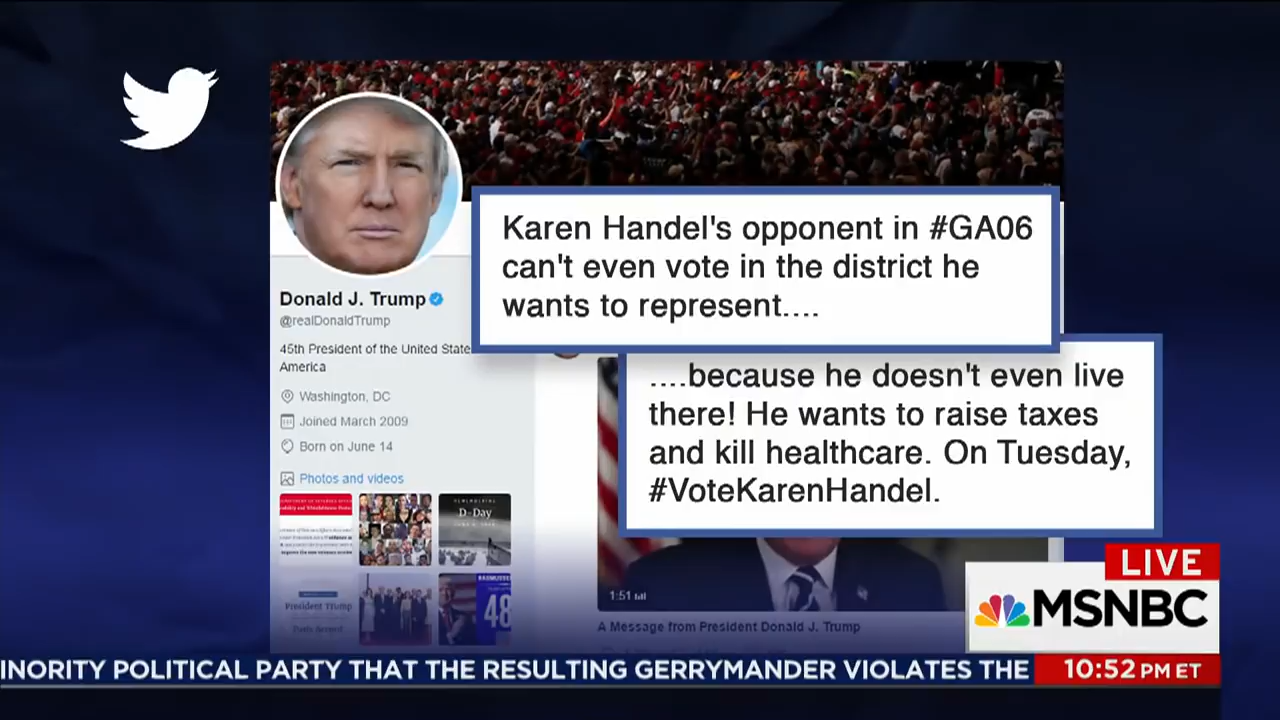 Karen Handel's opponent in #GA06
can't even vote in the district he
wants to represent....
Donald J. Trump
@realDonaldTrump
45th President of the United State
America
Washington, DC
Joined March 2009
Born on June 14
Photos and videos
....because he doesn't even live
there! He wants to raise taxes
and kill healthcare. On Tuesday,
#VoteKarenHandel.
D-Day
President Trump
RASMUSSE
48
1:51
A Message from President Donald J. Trump
LIVE
MSNBC
INORITY POLITICAL PARTY THAT THE RESULTING GERRYMANDER VIOLATES THE
10:52 PM ET